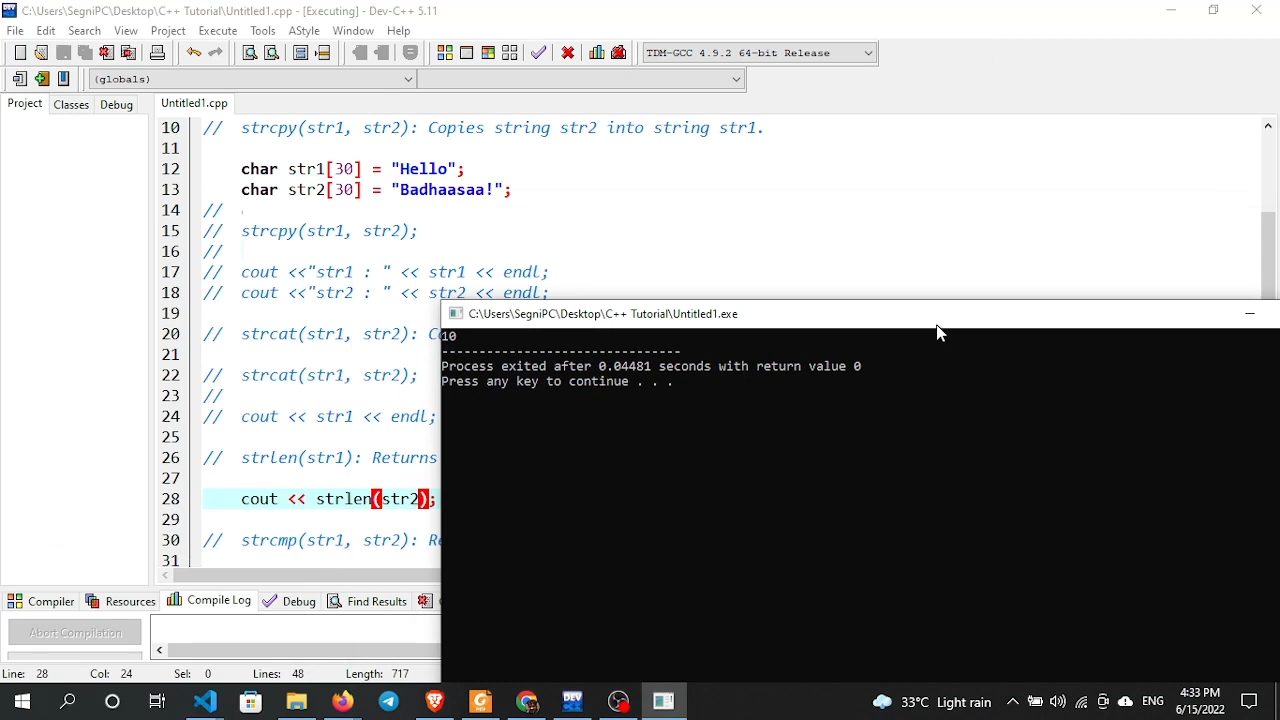 C:\Users\SegniPC\Desktop\C++ Tutorial\Untitled1.cpp - [Executing] - Dev-C++ 5.11
File Edit Search View Project Execute Tools AStyle Window Help
TDM-GCC 4.9.2 64-bit Release
(globals)
Project Classes Debug Untitled1.cpp
10 // strcpy(str1, str2): Copies string str2 into string str1.
11
12 char str1[30] = "Hello";
13 char str2[30] = "Badhaasaa!";
14 //
15 // strcpy(str1, str2);
16 //
17 // cout <<"str1 : " << str1 << endl;
18 // cout <<"str2 : " << str2 << endl;
19
20 // strcat(str1, str2):
21
22 // strcat(str1, str2);
23 //
24 // cout << str1 << endl;
25
26 // strlen(str1): Returns
27
28 cout << strlen(str2);
29
30 // strcmp(str1, str2):
31
C:\Users\SegniPC\Desktop\C++ Tutorial\Untitled1.exe
10
--------------------------------
Process exited after 0.04481 seconds with return value 0
Press any key to continue . . .
Compiler Resources Compile Log Debug Find Results
Abort Compilation
Line: 28 Col: 24 Sel: 0 Lines: 48 Length: 717
33°C Light rain ENG 4:33 PM
6/15/2022